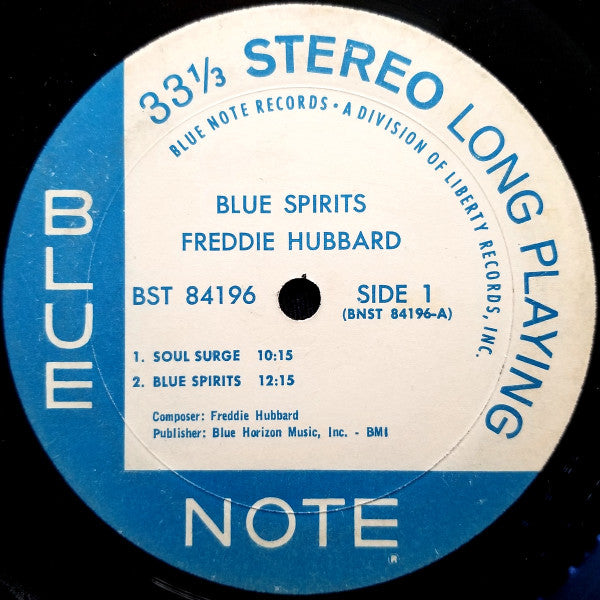 33⅓ STEREO LONG PLAYING
BLUE NOTE RECORDS • A DIVISION OF LIBERTY RECORDS, INC.
BLUE SPIRITS
FREDDIE HUBBARD
BST 84196 SIDE 1
(BNST 84196-A)
1. SOUL SURGE 10:15
2. BLUE SPIRITS 12:15
Composer: Freddie Hubbard
Publisher: Blue Horizon Music, Inc. - BMI
BLUE
NOTE ®